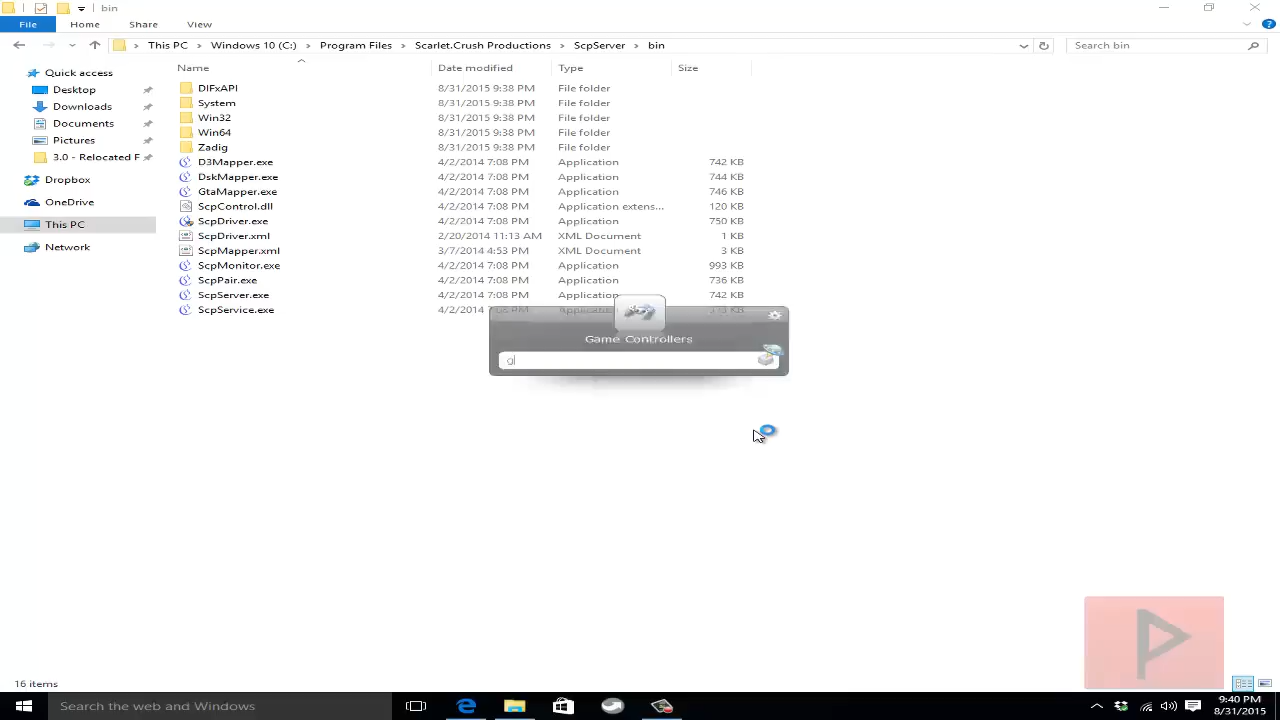 bin
File Home Share View
This PC Windows 10 (C:) Program Files Scarlet.Crush Productions ScpServer bin Search bin
Name Date modified Type Size
Quick access
Desktop
Downloads
Documents
Pictures
3.0 - Relocated F
Dropbox
OneDrive
This PC
Network
DIFxAPI 8/31/2015 9:38 PM File folder
System 8/31/2015 9:38 PM File folder
Win32 8/31/2015 9:38 PM File folder
Win64 8/31/2015 9:38 PM File folder
Zadig 8/31/2015 9:38 PM File folder
D3Mapper.exe 4/2/2014 7:08 PM Application 742 KB
DskMapper.exe 4/2/2014 7:08 PM Application 744 KB
GtaMapper.exe 4/2/2014 7:08 PM Application 746 KB
ScpControl.dll 4/2/2014 7:08 PM Application extens... 120 KB
ScpDriver.exe 4/2/2014 7:08 PM Application 750 KB
ScpDriver.xml 2/20/2014 11:13 AM XML Document 1 KB
ScpMapper.xml 3/7/2014 4:53 PM XML Document 3 KB
ScpMonitor.exe 4/2/2014 7:08 PM Application 993 KB
ScpPair.exe 4/2/2014 7:08 PM Application 736 KB
ScpServer.exe 4/2/2014 7:08 PM Application 742 KB
ScpService.exe 4/2/2014 7:08 PM
Game Controllers
16 items
Search the web and Windows
9:40 PM
8/31/2015